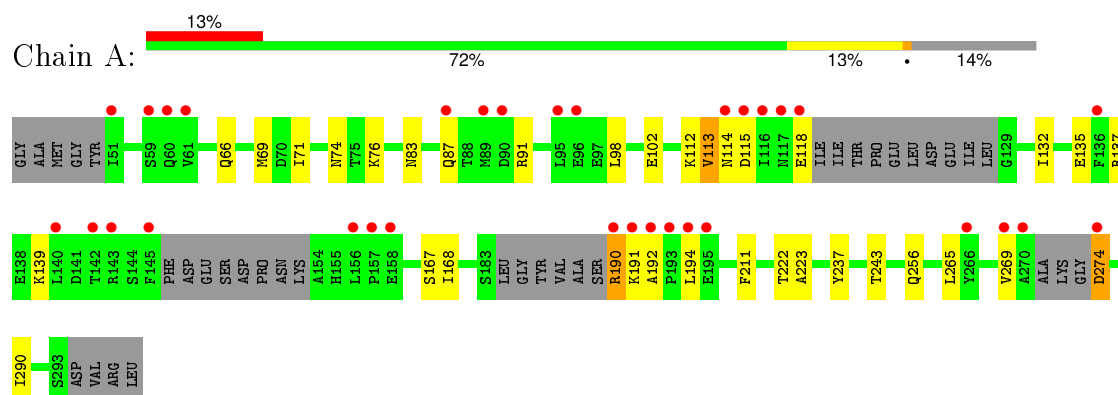 13%
Chain A:
72% 13% • 14%
GLY ALA MET GLY TYR I51 S59 Q60 V61 Q66 M69 D70 I71 N74 T75 K76 N83 Q87 T88 M89 D90 R91 L95 E96 E97 L98 E102 K112 V113 N114 D115 I116 N117 E118 ILE ILE THR PRO GLU LEU ASP GLU ILE LEU G129 I132 E135 F136 R137
E138 K139 L140 D141 T142 R143 S144 F145 PHE ASP GLU SER ASP PRO ASN LYS A154 H155 L156 P157 E158 S167 I168 S183 LEU GLY TYR VAL ALA SER R190 K191 A192 P193 L194 E195 F211 T222 A223 Y237 T243 Q256 L265 Y266 V269 A270 ALA LYS GLY D274
I290 S293 ASP VAL ARG LEU